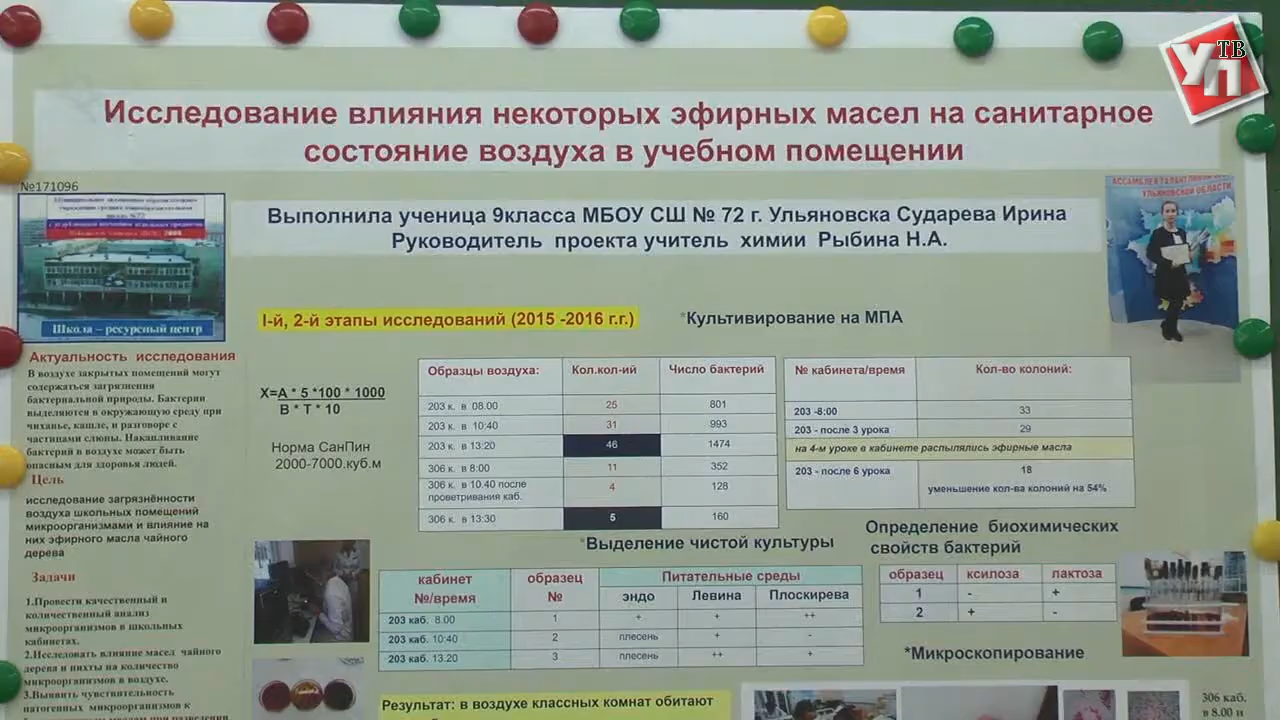 УП ТВ
Исследование влияния некоторых эфирных масел на санитарное
состояние воздуха в учебном помещении
№171096
Школа – ресурсный центр
УЛЬЯНОВСКОЙ ОБЛАСТИ
Выполнила ученица 9класса МБОУ СШ № 72 г. Ульяновска Сударева Ирина
Руководитель проекта учитель химии Рыбина Н.А.
Актуальность исследования
В воздухе закрытых помещений могут
содержаться загрязнения
бактериальной природы. Бактерии
выделяются в окружающую среду при
чиханье, кашле, и разговоре с
частицами слюны. Накапливание
бактерий в воздухе может быть
опасным для здоровья людей.
Цель
исследование загрязнённости
воздуха школьных помещений
микроорганизмами и влияние на
них эфирного масла чайного
дерева
Задачи
1.Провести качественный и
количественный анализ
микроорганизмов в школьных
кабинетах.
2.Исследовать влияние масел чайного
дерева и пихты на количество
микроорганизмов в воздухе.
3.Выявить чувствительность
патогенных микроорганизмов к
I-й, 2-й этапы исследований (2015 -2016 г.г.)
*Культивирование на МПА
X=A * 5 *100 * 1000
B * T * 10
Норма СанПин
2000-7000.куб.м
Образцы воздуха: Кол.кол-ий Число бактерий
203 к. в 08.00 25 801
203 к. в 10:40 31 993
203 к. в 13:20 46 1474
306 к. в 8:00 11 352
306 к. в 10.40 после
проветривания каб. 4 128
306 к. в 13:30 5 160
№ кабинета/время Кол-во колоний:
203 -8:00 33
203 - после 3 урока 29
на 4-м уроке в кабинете распылялись эфирные масла
203 - после 6 урока 18
уменьшение кол-ва колоний на 54%
*Выделение чистой культуры
кабинет №/время образец № Питательные среды
эндо Левина Плоскирева
203 каб. 8.00 1 + + ++
203 каб. 10:40 2 плесень + -
203 каб. 13.20 3 плесень ++ +
Определение биохимических
свойств бактерий
образец ксилоза лактоза
1 - +
2 + -
*Микроскопирование
Результат: в воздухе классных комнат обитают
306 каб.
в 8.00 и